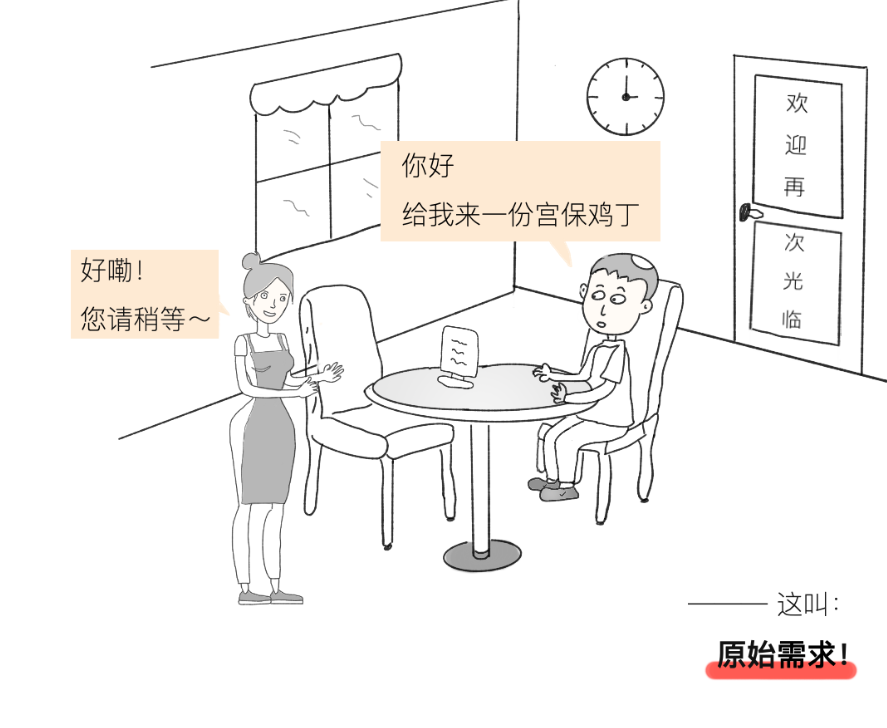 你好
给我来一份宫保鸡丁
好嘞！
您请稍等～
欢
迎
再
次
光
临
——— 这叫：
原始需求！